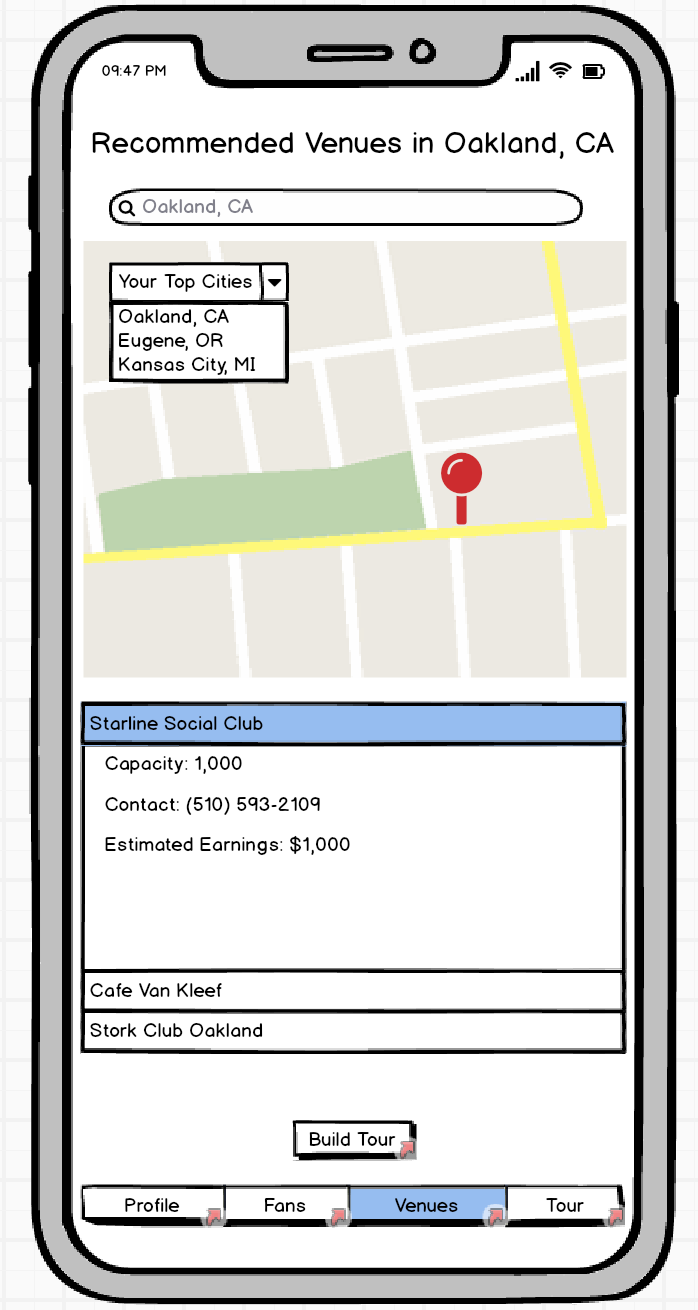 09:47 PM
Recommended Venues in Oakland, CA
Oakland, CA
Your Top Cities
Oakland, CA
Eugene, OR
Kansas City, MI
Starline Social Club
Capacity: 1,000
Contact: (510) 593-2109
Estimated Earnings: $1,000
Cafe Van Kleef
Stork Club Oakland
Build Tour
Profile Fans Venues Tour